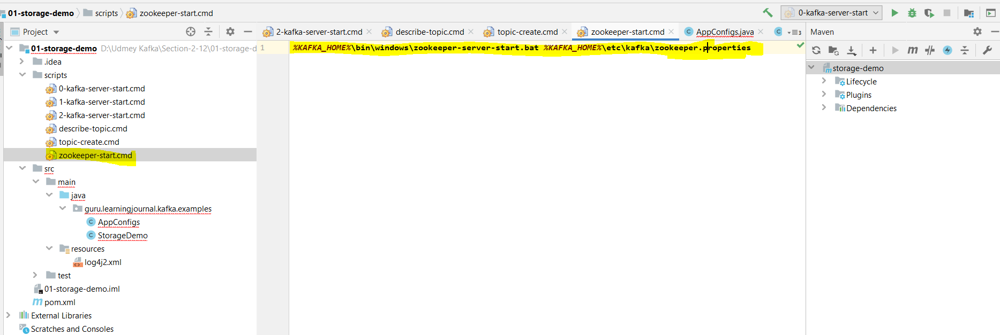 01-storage-demo scripts zookeeper-start.cmd
0-kafka-server-start
Project
2-kafka-server-start.cmd describe-topic.cmd topic-create.cmd zookeeper-start.cmd AppConfigs.java
3
Maven
01-storage-demo D:\Udmey Kafka\Section-2-12\01-storage-d
.idea
scripts
0-kafka-server-start.cmd
1-kafka-server-start.cmd
2-kafka-server-start.cmd
describe-topic.cmd
topic-create.cmd
zookeeper-start.cmd
src
main
java
guru.learningjournal.kafka.examples
AppConfigs
StorageDemo
resources
log4j2.xml
test
01-storage-demo.iml
pom.xml
External Libraries
Scratches and Consoles
1 %KAFKA_HOME%\bin\windows\zookeeper-server-start.bat %KAFKA_HOME%\etc\kafka\zookeeper.properties
storage-demo
Lifecycle
Plugins
Dependencies